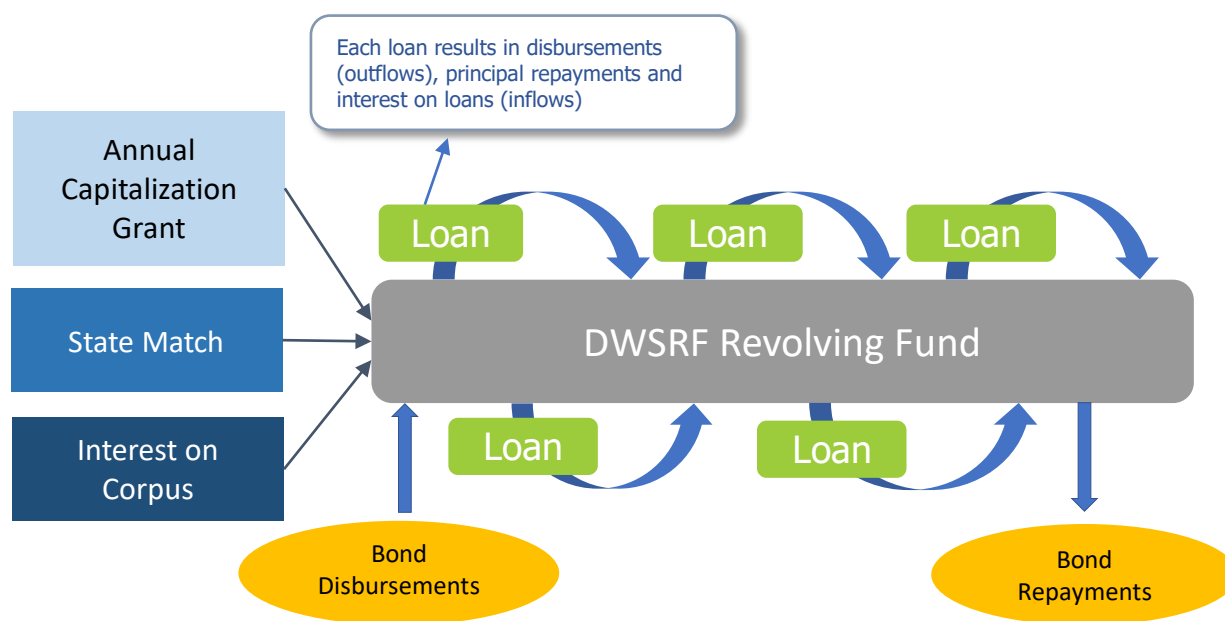 Each loan results in disbursements
(outflows), principal repayments and
interest on loans (inflows)
Annual
Capitalization
Grant
Loan
Loan
Loan
State Match
DWSRF Revolving Fund
Interest on
Corpus
Loan
Loan
Bond
Disbursements
Bond
Repayments